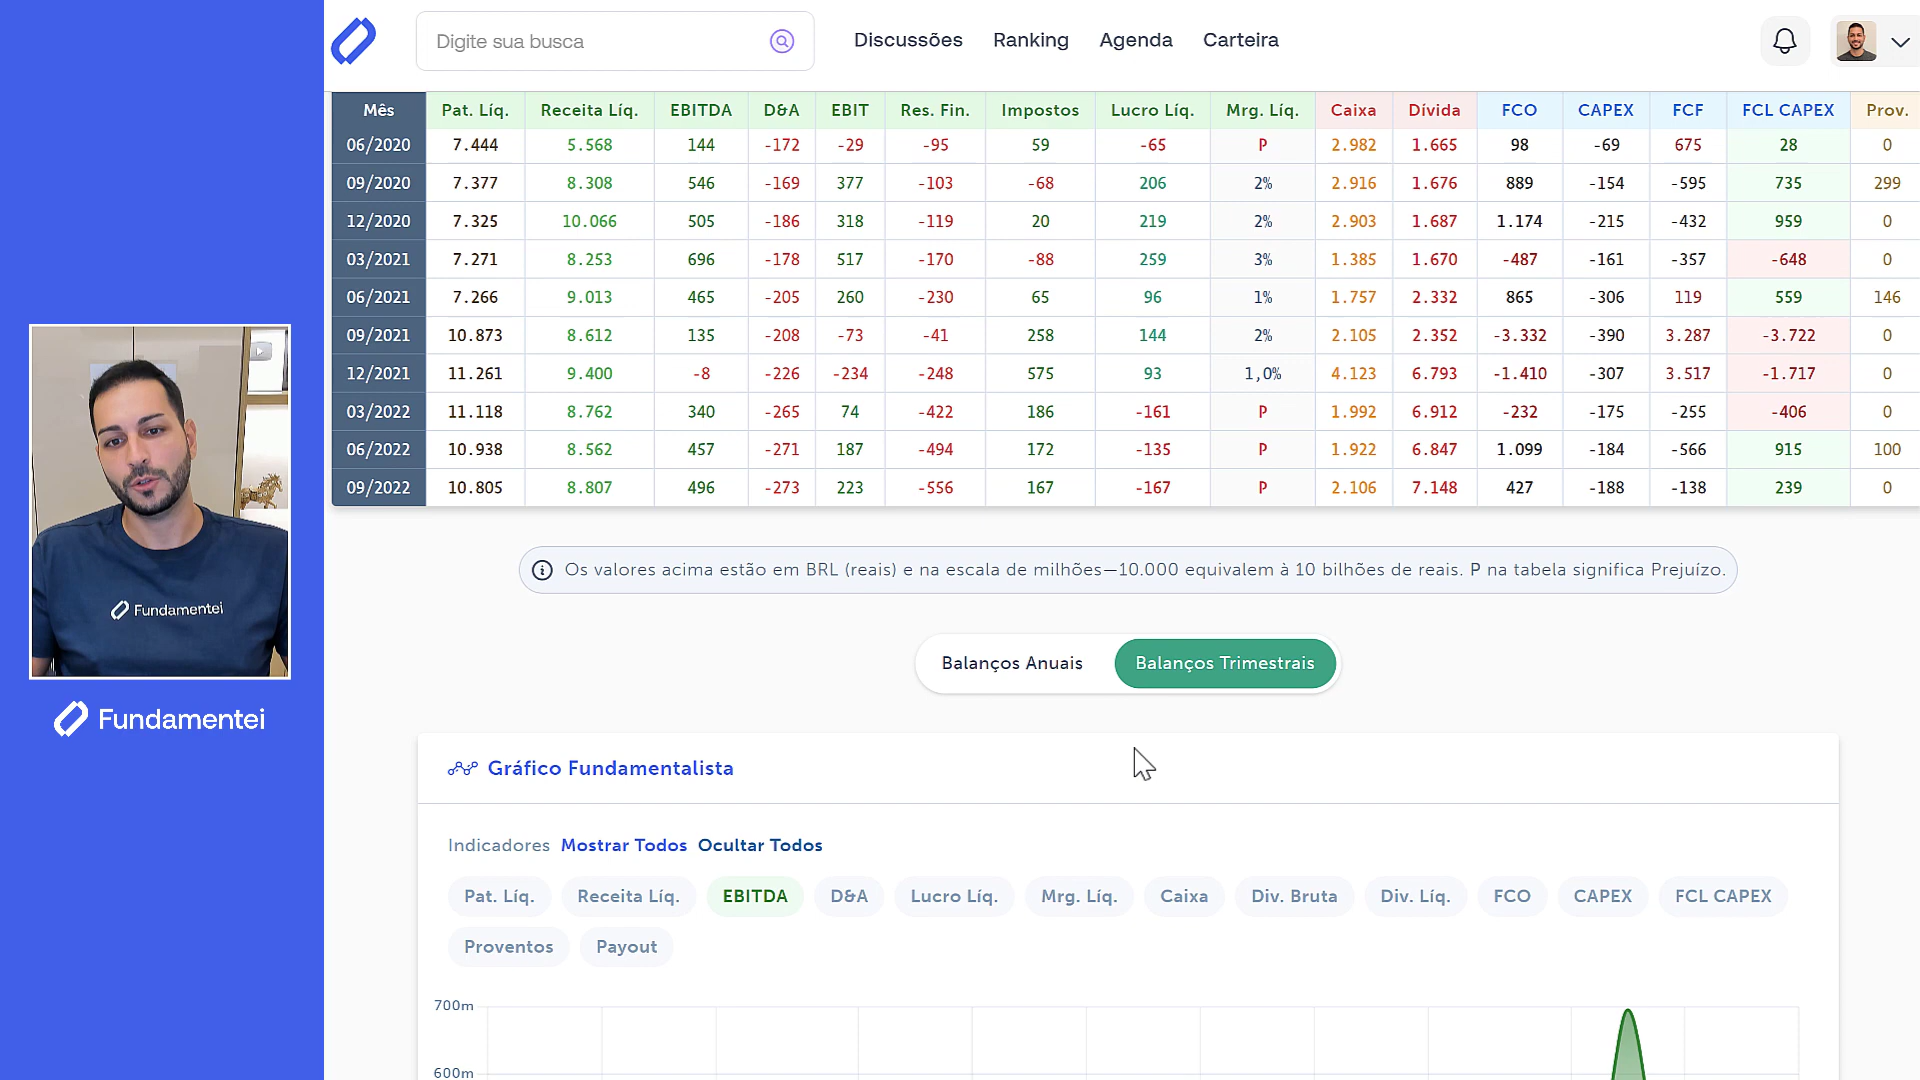 Digite sua busca
Discussões Ranking Agenda Carteira
Mês Pat. Líq. Receita Líq. EBITDA D&A EBIT Res. Fin. Impostos Lucro Líq. Mrg. Líq. Caixa Dívida FCO CAPEX FCF FCL CAPEX Prov.
06/2020 7.444 5.568 144 -172 -29 -95 59 -65 P 2.982 1.665 98 -69 675 28 0
09/2020 7.377 8.308 546 -169 377 -103 -68 206 2% 2.916 1.676 889 -154 -595 735 299
12/2020 7.325 10.066 505 -186 318 -119 20 219 2% 2.903 1.687 1.174 -215 -432 959 0
03/2021 7.271 8.253 696 -178 517 -170 -88 259 3% 1.385 1.670 -487 -161 -357 -648 0
06/2021 7.266 9.013 465 -205 260 -230 65 96 1% 1.757 2.332 865 -306 119 559 146
09/2021 10.873 8.612 135 -208 -73 -41 258 144 2% 2.105 2.352 -3.332 -390 3.287 -3.722 0
12/2021 11.261 9.400 -8 -226 -234 -248 575 93 1,0% 4.123 6.793 -1.410 -307 3.517 -1.717 0
03/2022 11.118 8.762 340 -265 74 -422 186 -161 P 1.992 6.912 -232 -175 -255 -406 0
06/2022 10.938 8.562 457 -271 187 -494 172 -135 P 1.922 6.847 1.099 -184 -566 915 100
09/2022 10.805 8.807 496 -273 223 -556 167 -167 P 2.106 7.148 427 -188 -138 239 0
Os valores acima estão em BRL (reais) e na escala de milhões—10.000 equivalem à 10 bilhões de reais. P na tabela significa Prejuízo.
Balanços Anuais Balanços Trimestrais
Fundamentei
Fundamentei
Gráfico Fundamentalista
Indicadores Mostrar Todos Ocultar Todos
Pat. Líq. Receita Líq. EBITDA D&A Lucro Líq. Mrg. Líq. Caixa Div. Bruta Div. Líq. FCO CAPEX FCL CAPEX
Proventos Payout
700m
600m